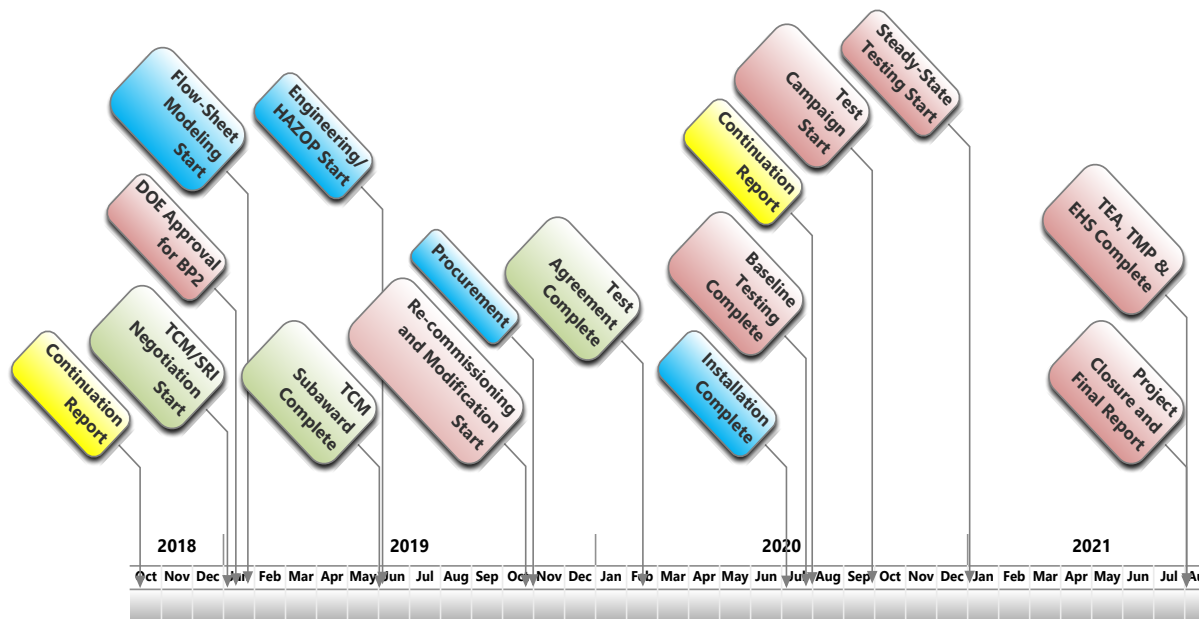 Flow-Sheet
Modeling
Start
Engineering/
HAZOP Start
Test
Campaign
Start
Steady-State
Testing Start
Continuation
Report
DOE Approval
for BP2
TEA, TMP &
EHS Complete
Procurement
Test
Agreement
Complete
Baseline
Testing
Complete
Continuation
Report
TCM/SRI
Negotiation
Start
TCM
Subaward
Complete
Re-commissioning
and Modification
Start
Installation
Complete
Project
Closure and
Final Report
2018 2019 2020 2021
Oct Nov Dec Jan Feb Mar Apr May Jun Jul Aug Sep Oct Nov Dec Jan Feb Mar Apr May Jun Jul Aug Sep Oct Nov Dec Jan Feb Mar Apr May Jun Jul Au